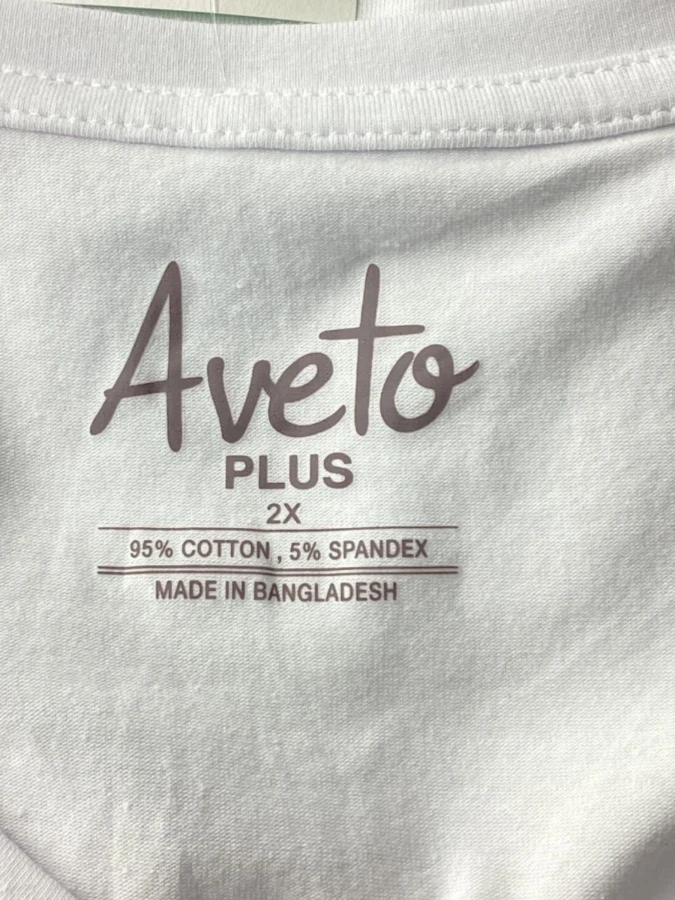 Aveto
PLUS
2X
95% COTTON , 5% SPANDEX
MADE IN BANGLADESH